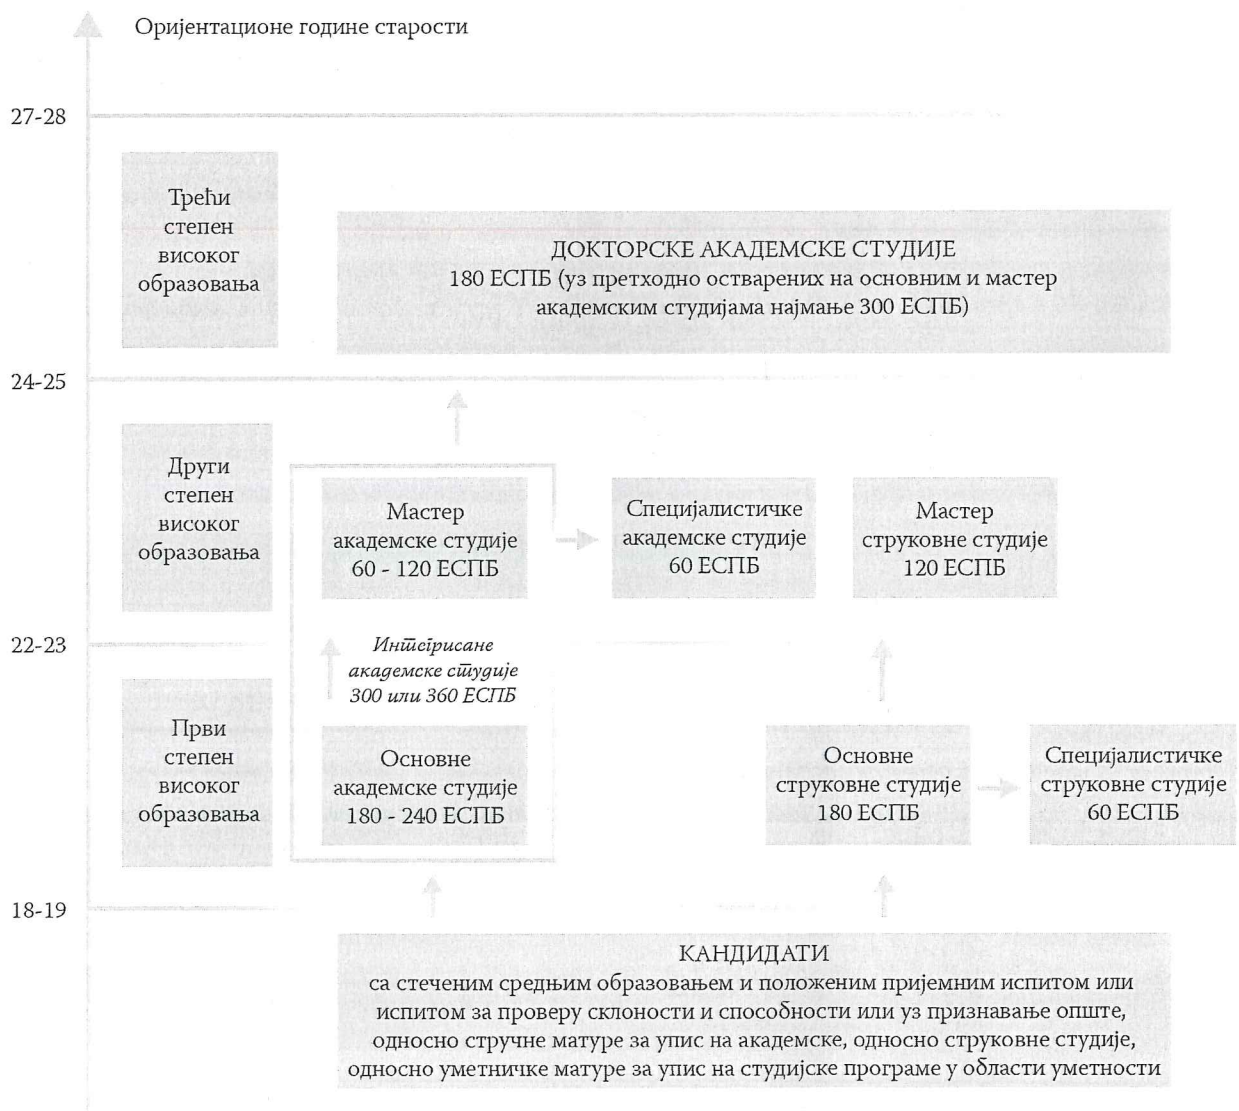 Оријентационе године старости
27-28
Трећи
степен
високог
образовања
ДОКТОРСКЕ АКАДЕМСКЕ СТУДИЈЕ
180 ЕСПБ (уз претходно остварених на основним и мастер
академским студијама најмање 300 ЕСПБ)
24-25
Други
степен
високог
образовања
Мастер
академске студије
60 - 120 ЕСПБ
Специјалистичке
академске студије
60 ЕСПБ
Мастер
струковне студије
120 ЕСПБ
22-23
Интегрисане
академске студије
300 или 360 ЕСПБ
Први
степен
високог
образовања
Основне
академске студије
180 - 240 ЕСПБ
Основне
струковне студије
180 ЕСПБ
Специјалистичке
струковне студије
60 ЕСПБ
18-19
КАНДИДАТИ
са стеченим средњим образовањем и положеним пријемним испитом или
испитом за проверу склоности и способности или уз признавање опште,
односно стручне матуре за упис на академске, односно струковне студије,
односно уметничке матуре за упис на студијске програме у области уметности